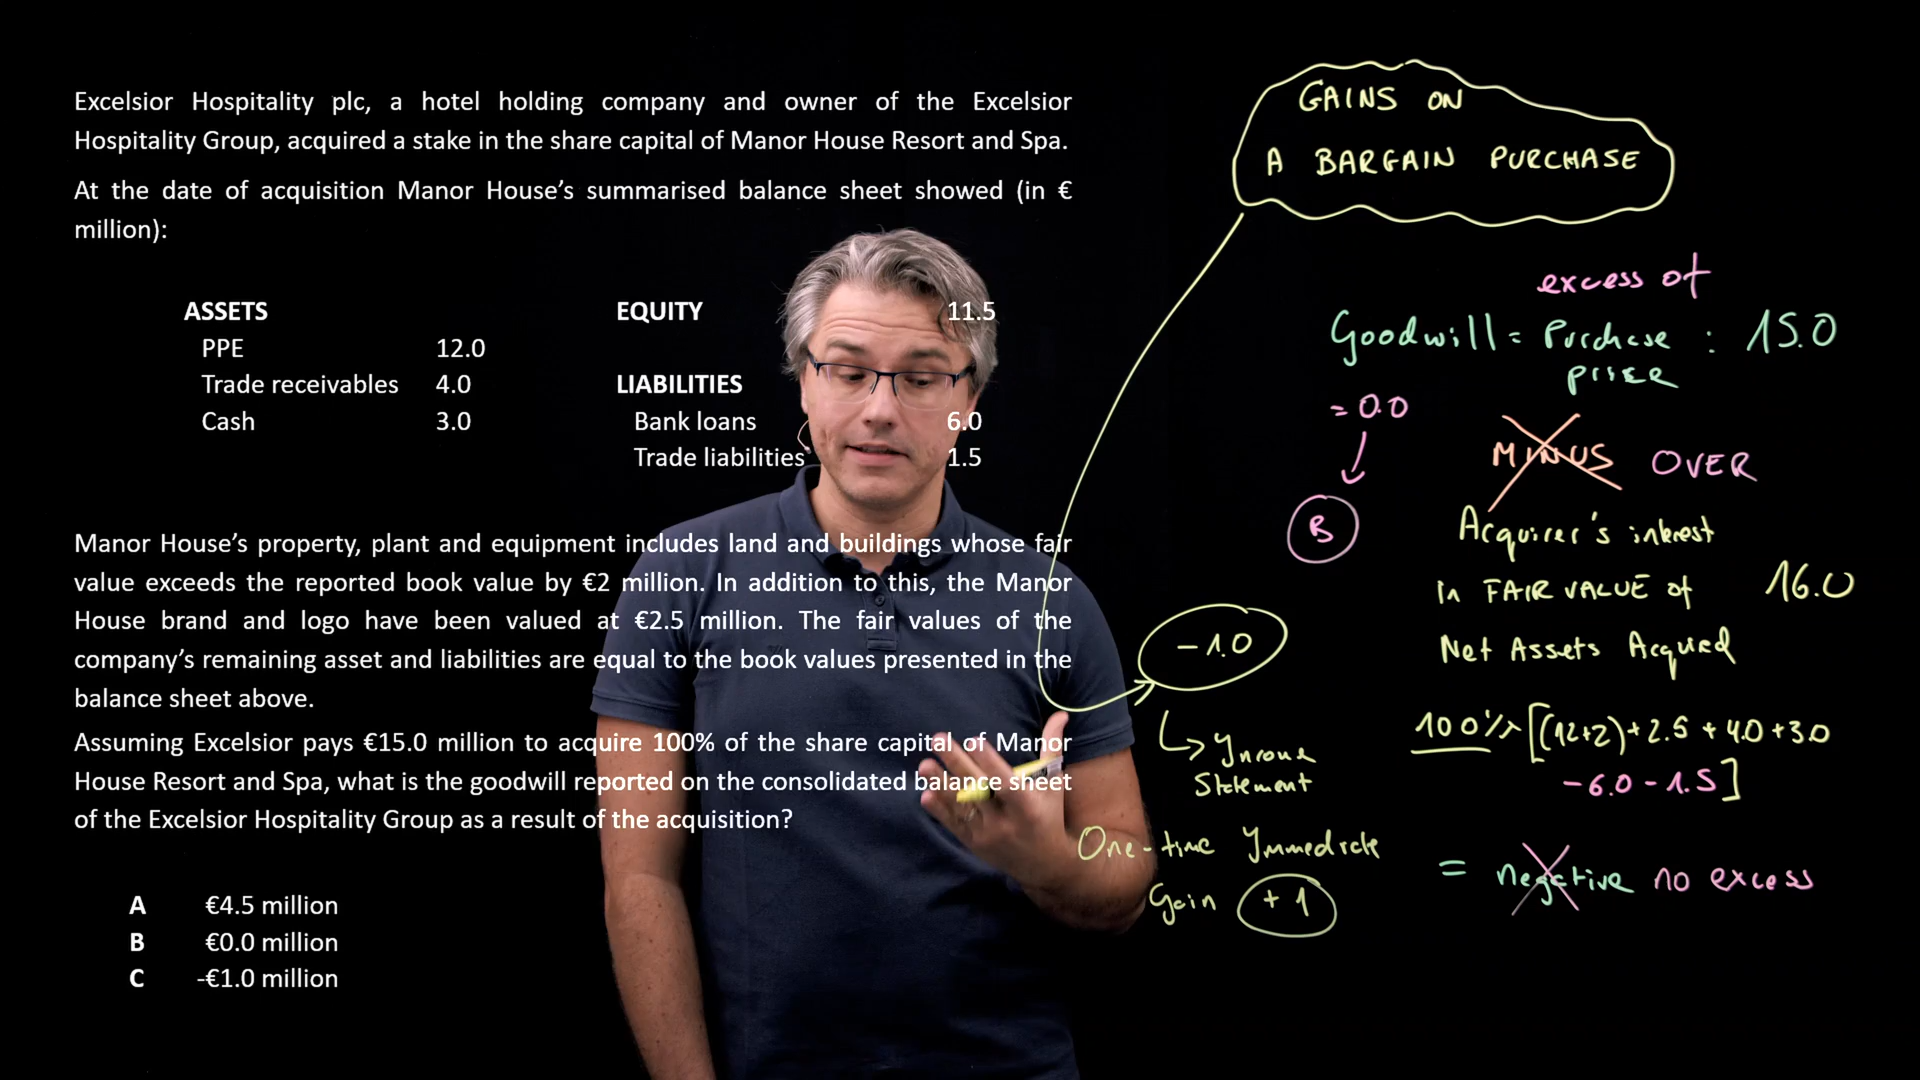 Excelsior Hospitality plc, a hotel holding company and owner of the Excelsior
Hospitality Group, acquired a stake in the share capital of Manor House Resort and Spa.
At the date of acquisition Manor House's summarised balance sheet showed (in €
million):
ASSETS
PPE 12.0
Trade receivables 4.0
Cash 3.0
EQUITY 11.5
LIABILITIES
Bank loans 6.0
Trade liabilities 1.5
Manor House's property, plant and equipment includes land and buildings whose fair
value exceeds the reported book value by €2 million. In addition to this, the Manor
House brand and logo have been valued at €2.5 million. The fair values of the
company's remaining asset and liabilities are equal to the book values presented in the
balance sheet above.
Assuming Excelsior pays €15.0 million to acquire 100% of the share capital of Manor
House Resort and Spa, what is the goodwill reported on the consolidated balance sheet
of the Excelsior Hospitality Group as a result of the acquisition?
A €4.5 million
B €0.0 million
C -€1.0 million
GAINS ON
A BARGAIN PURCHASE
excess of
Goodwill = Purchase : 15.0
price
= 0.0
B
MINUS OVER
Acquirer's interest
in FAIR VALUE of 16.0
Net Assets Acquired
100% [(12+2)+2.5+4.0+3.0
-6.0-1.5]
= negative no excess
-1.0
Income
Statement
One-time Immediate
Gain +1